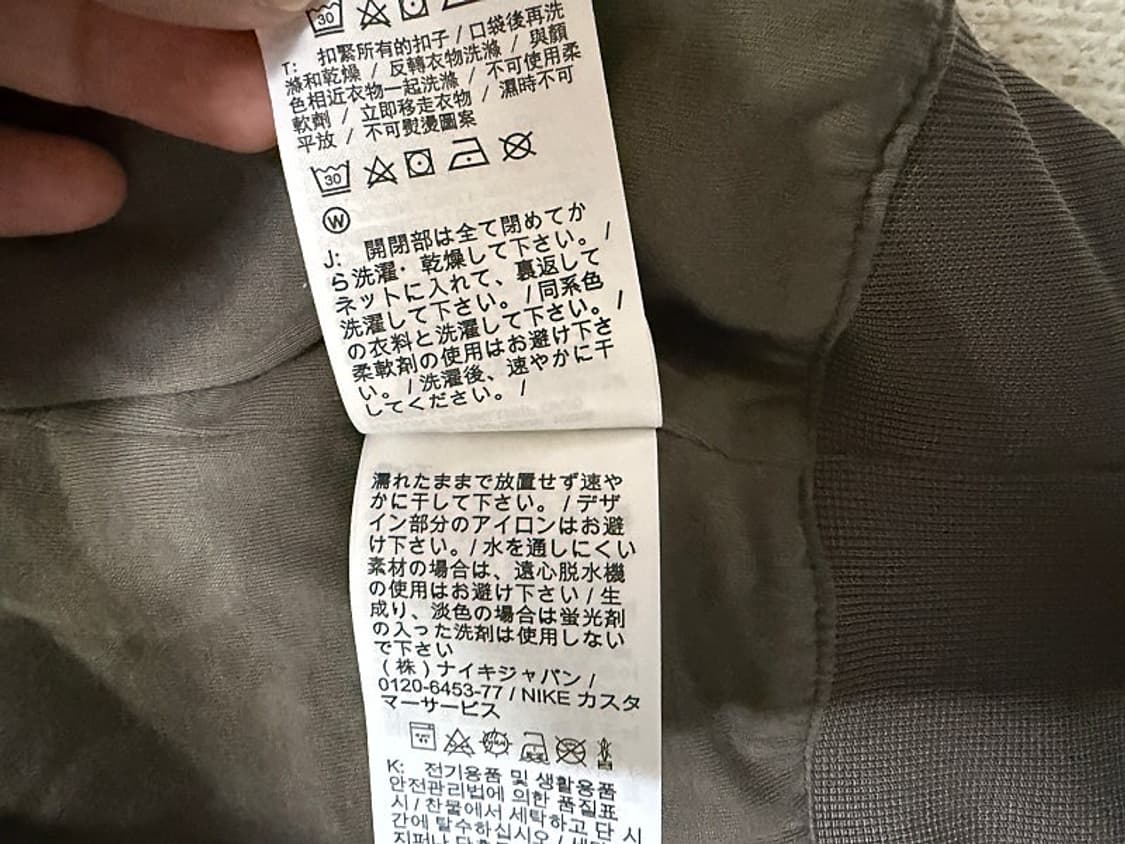 30
T: 扣緊所有的扣子 / 口袋後再洗
滌和乾燥 / 反轉衣物洗滌 / 與顏
色相近衣物一起洗滌 / 不可使用柔
軟劑 / 立即移走衣物 / 濕時不可
平放 / 不可熨燙圖案
30
W
J: 開閉部は全て閉めてか
ら洗濯・乾燥して下さい。/
ネットに入れて、裏返して
洗濯して下さい。/同系色
の衣料と洗濯して下さい。/
柔軟剤の使用はお避け下さ
い。/洗濯後、速やかに干
してください。/
濡れたままで放置せず速や
かに干して下さい。/デザ
イン部分のアイロンはお避
け下さい。/水を通しにくい
素材の場合は、遠心脱水機
の使用はお避け下さい/生
成り、淡色の場合は蛍光剤
の入った洗剤は使用しない
で下さい
(株)ナイキジャパン/
0120-6453-77/NIKE カスタ
マーサービス
K: 전기용품 및 생활용품
안전관리법에 의한 품질표
시/찬물에서 세탁하고 단 시
간에 탈수하십시오/